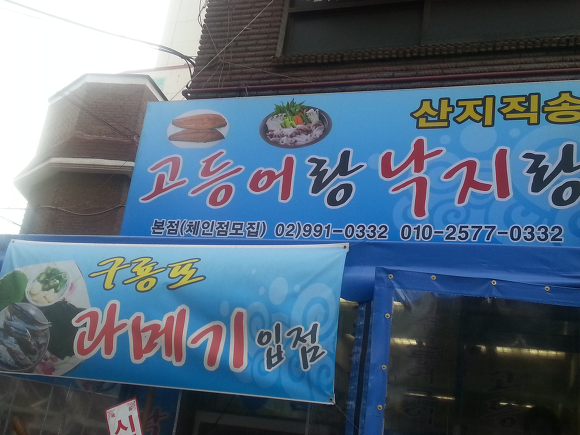 산지직송
고등어랑 낙지랑
본점(체인점모집) 02)991-0332 010-2577-0332
구룡포
과메기 입점
시